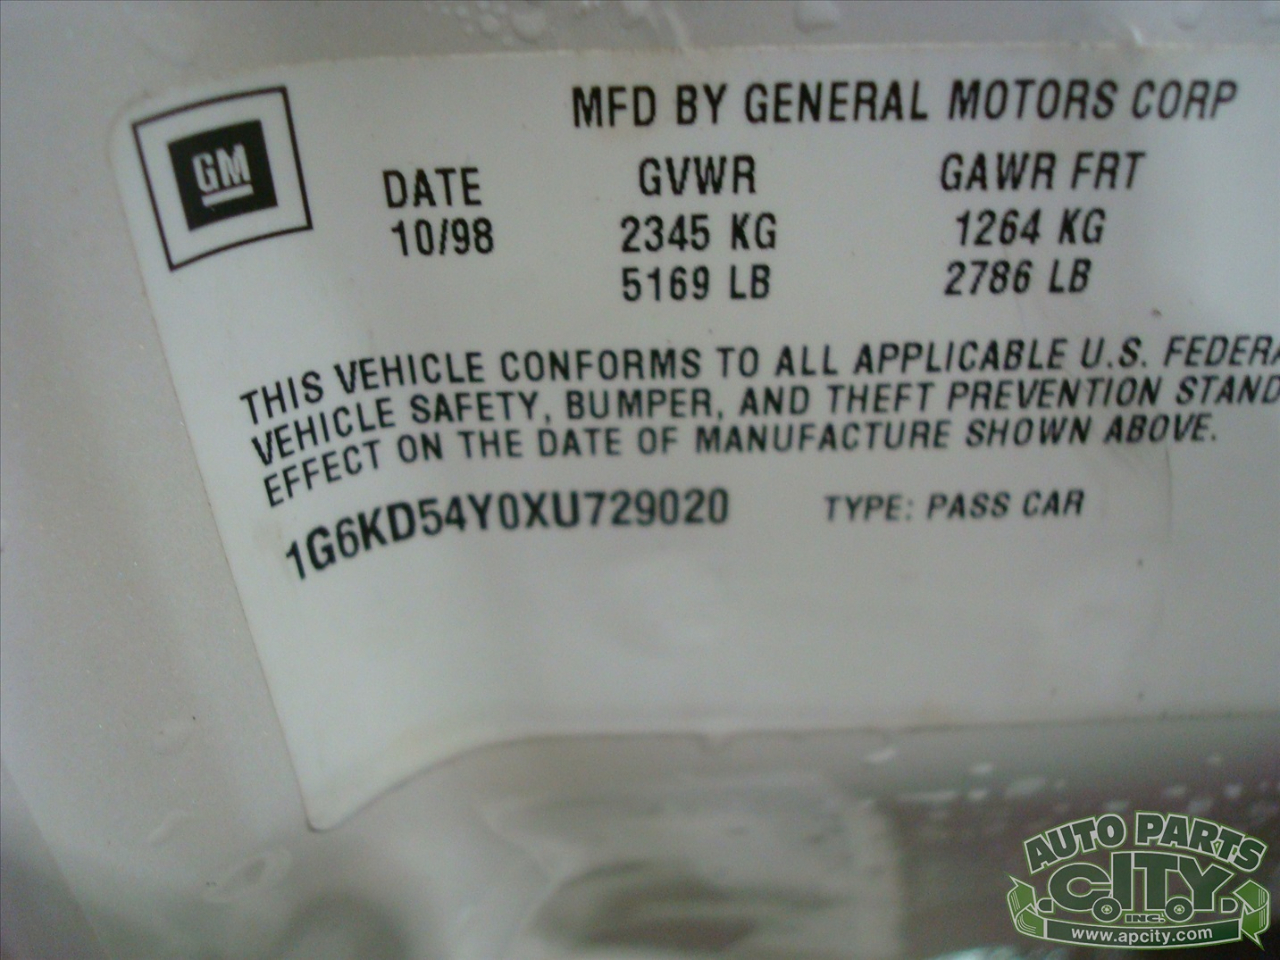 MFD BY GENERAL MOTORS CORP
GM
DATE GVWR GAWR FRT
10/98 2345 KG 1264 KG
5169 LB 2786 LB
THIS VEHICLE CONFORMS TO ALL APPLICABLE U.S. FEDERA
VEHICLE SAFETY, BUMPER, AND THEFT PREVENTION STAND
EFFECT ON THE DATE OF MANUFACTURE SHOWN ABOVE.
1G6KD54Y0XU729020 TYPE: PASS CAR
AUTO PARTS
C.I.T.Y.
INC.
www.apcity.com